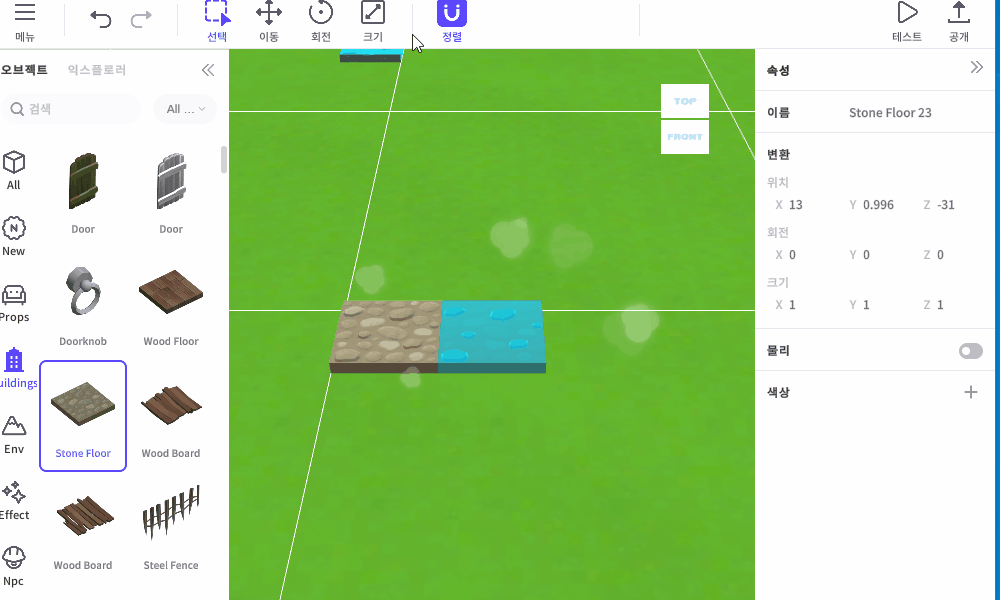 메뉴
선택
이동
회전
크기
정렬
테스트
공개
오브젝트
익스플로러
검색
All ...
All
N
New
Props
uildings
Env
Effect
Npc
Door
Door
Doorknob
Wood Floor
Stone Floor
Wood Board
Wood Board
Steel Fence
TOP
FRONT
속성
이름 Stone Floor 23
변환
위치
X 13 Y 0.996 Z -31
회전
X 0 Y 0 Z 0
크기
X 1 Y 1 Z 1
물리
색상